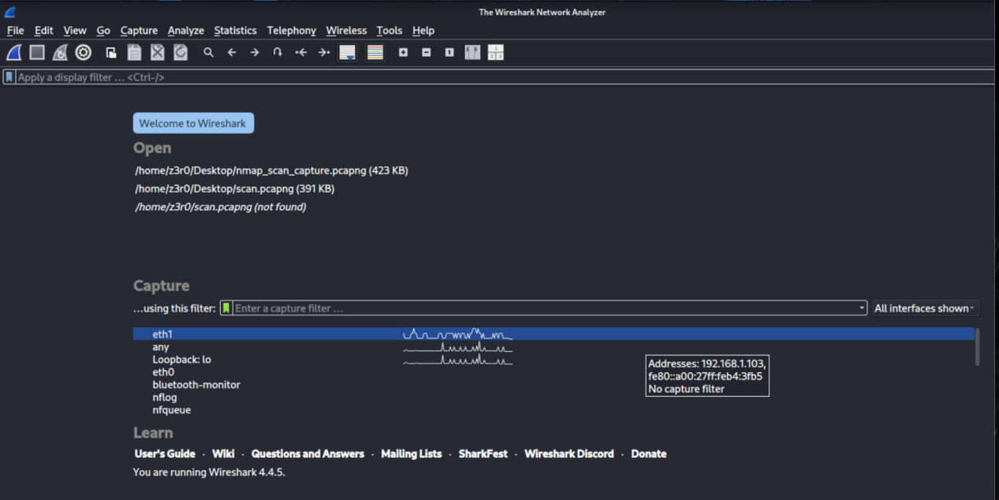 The Wireshark Network Analyzer
File Edit View Go Capture Analyze Statistics Telephony Wireless Tools Help
Apply a display filter ... <Ctrl-/>
Welcome to Wireshark
Open
/home/z3r0/Desktop/nmap_scan_capture.pcapng (423 KB)
/home/z3r0/Desktop/scan.pcapng (391 KB)
/home/z3r0/scan.pcapng (not found)
Capture
...using this filter: Enter a capture filter ... All interfaces shown
eth1
any
Loopback: lo
eth0
bluetooth-monitor
nflog
nfqueue
Addresses: 192.168.1.103,
fe80::a00:27ff:feb4:3fb5
No capture filter
Learn
User's Guide · Wiki · Questions and Answers · Mailing Lists · SharkFest · Wireshark Discord · Donate
You are running Wireshark 4.4.5.